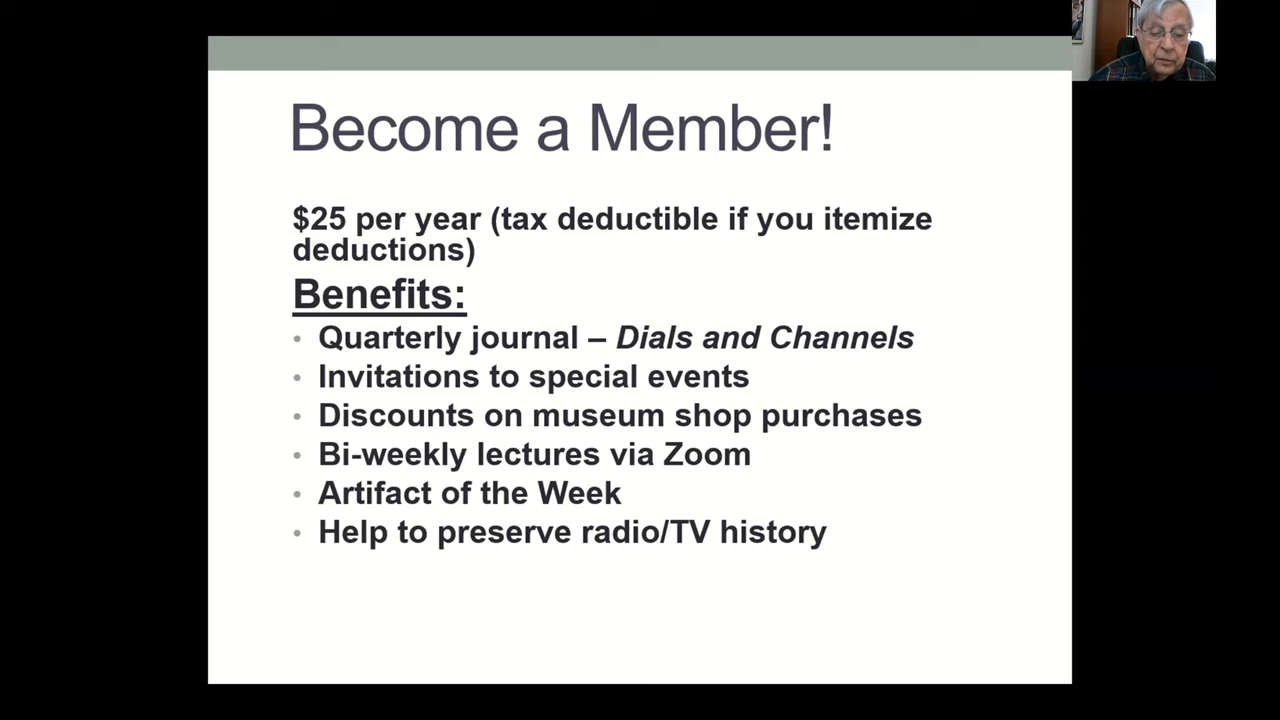 Become a Member!
$25 per year (tax deductible if you itemize
deductions)
Benefits:
• Quarterly journal – Dials and Channels
• Invitations to special events
• Discounts on museum shop purchases
• Bi-weekly lectures via Zoom
• Artifact of the Week
• Help to preserve radio/TV history